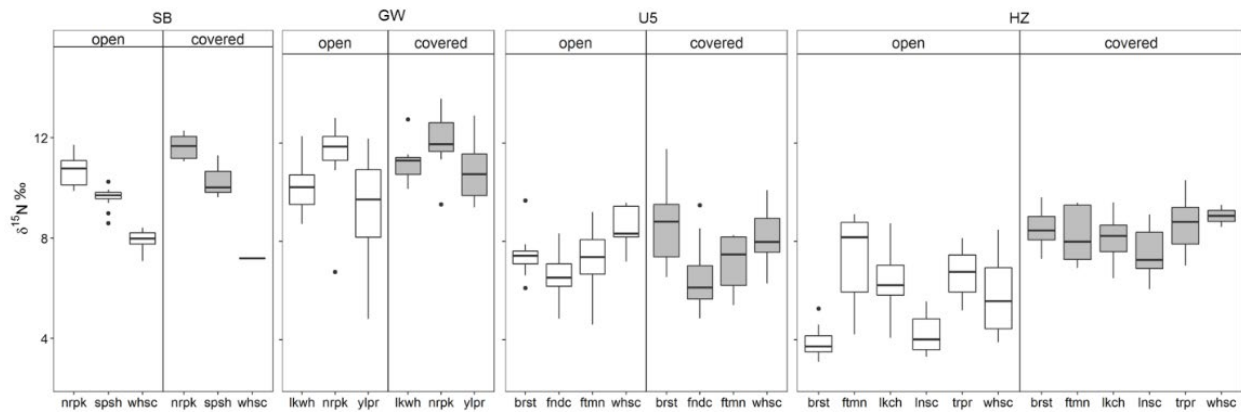 SB GW U5 HZ
open covered open covered open covered open covered
12
8
4
δ¹⁵N ‰
nrpk spsh whsc nrpk spsh whsc lkwh nrpk ylpr lkwh nrpk ylpr brst fndc ftmn whsc brst fndc ftmn whsc brst ftmn lkch lnsc trpr whsc brst ftmn lkch lnsc trpr whsc